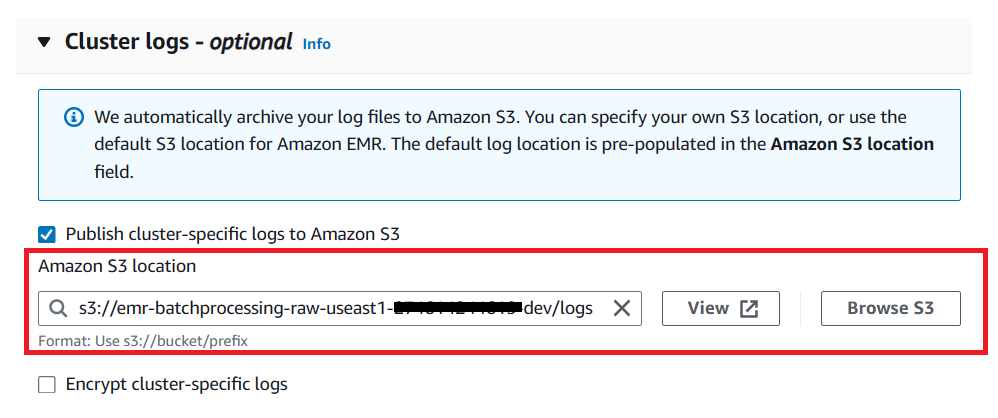 Cluster logs - optional Info
We automatically archive your log files to Amazon S3. You can specify your own S3 location, or use the
default S3 location for Amazon EMR. The default log location is pre-populated in the Amazon S3 location
field.
Publish cluster-specific logs to Amazon S3
Amazon S3 location
s3://emr-batchprocessing-raw-useast1- -dev/logs View Browse S3
Format: Use s3://bucket/prefix
Encrypt cluster-specific logs